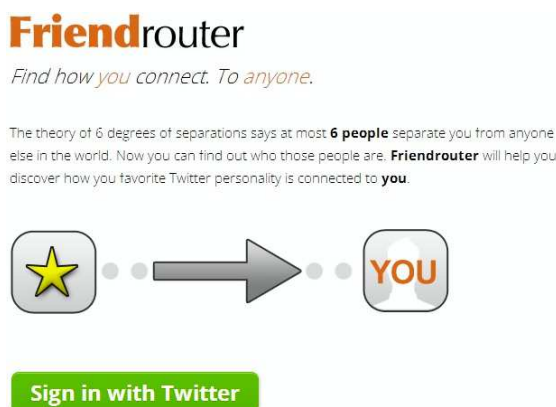 Friendrouter
Find how you connect. To anyone.
The theory of 6 degrees of separations says at most 6 people separate you from anyone
else in the world. Now you can find out who those people are. Friendrouter will help you
discover how you favorite Twitter personality is connected to you.
YOU
Sign in with Twitter